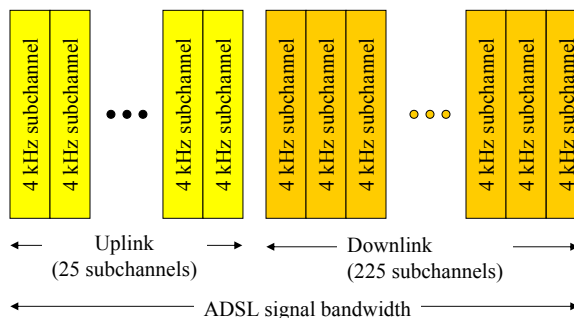 4 kHz subchannel
4 kHz subchannel
4 kHz subchannel
4 kHz subchannel
4 kHz subchannel
4 kHz subchannel
4 kHz subchannel
4 kHz subchannel
4 kHz subchannel
4 kHz subchannel
Uplink
(25 subchannels)
Downlink
(225 subchannels)
ADSL signal bandwidth